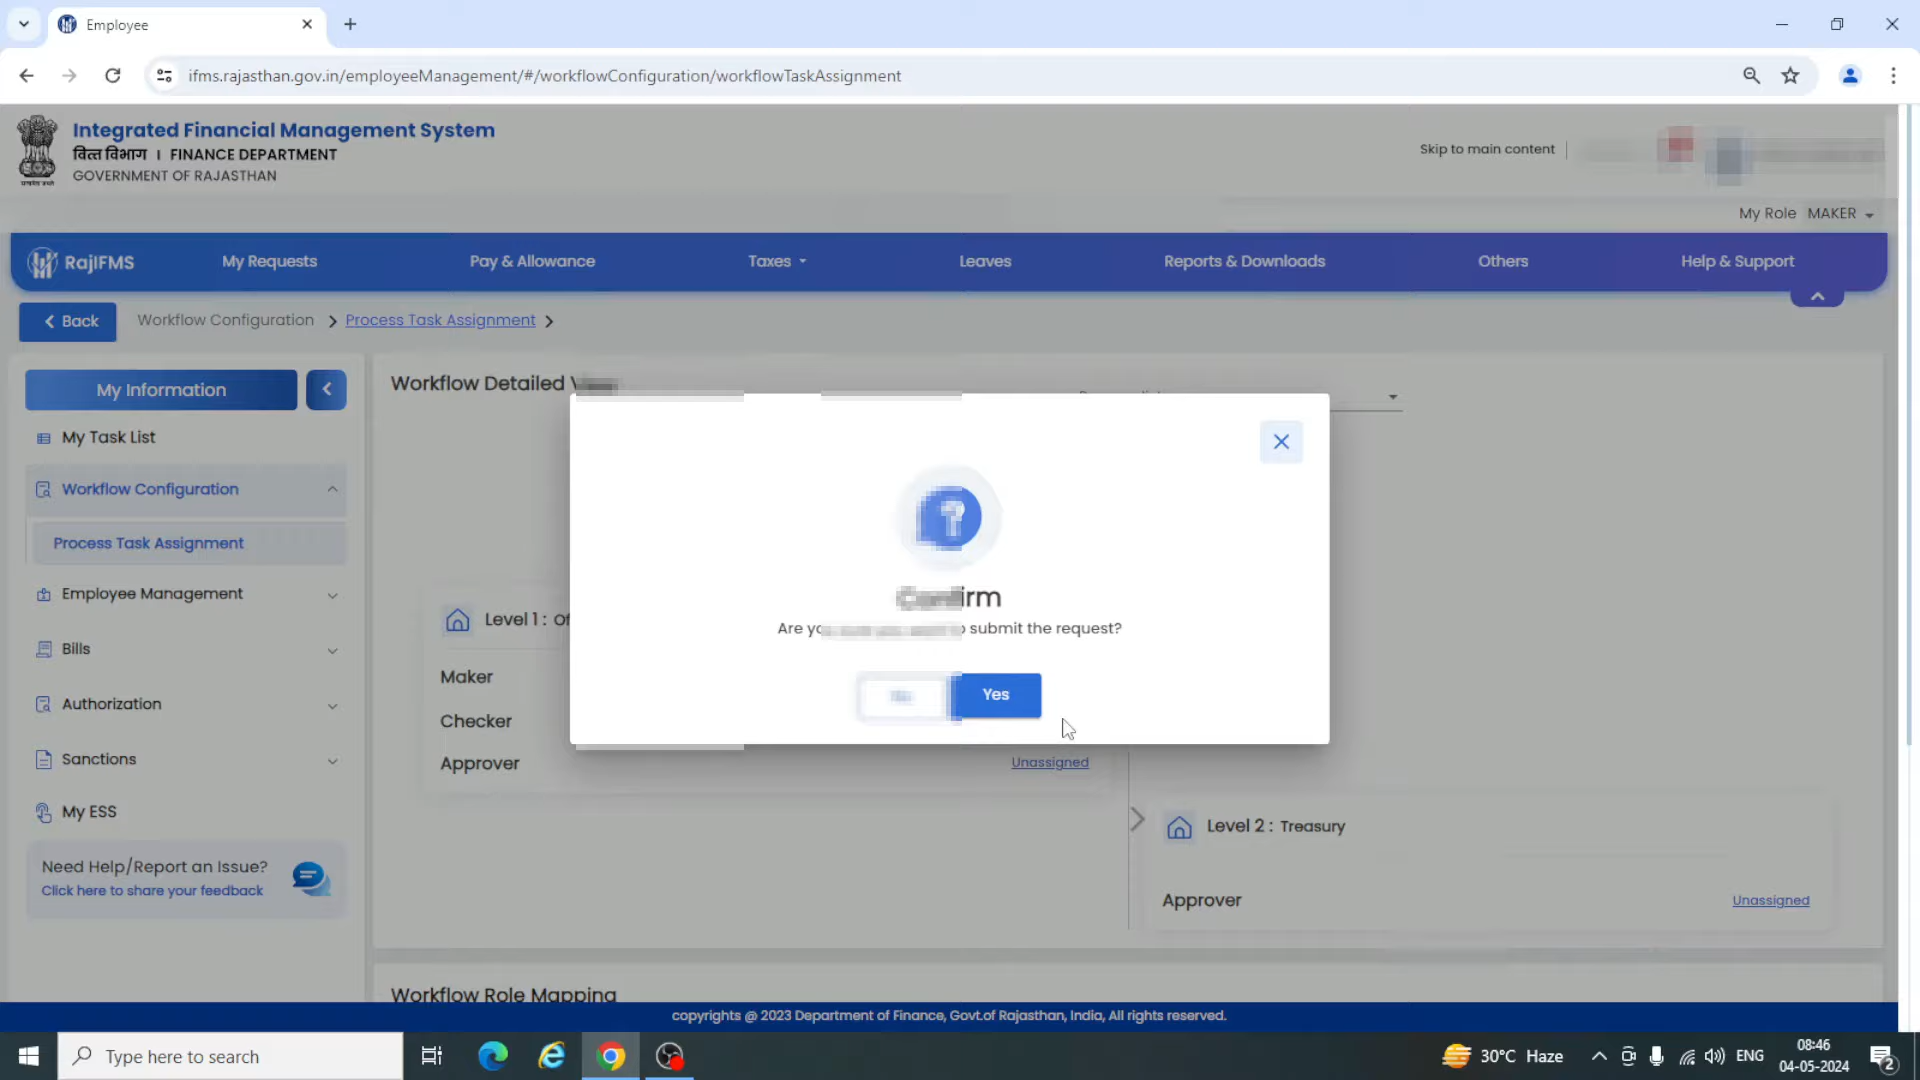 Employee
ifms.rajasthan.gov.in/employeeManagement/#/workflowConfiguration/workflowTaskAssignment
Integrated Financial Management System
वित्त विभाग | FINANCE DEPARTMENT
GOVERNMENT OF RAJASTHAN
Skip to main content
My Role MAKER
RajIFMS My Requests Pay & Allowance Taxes Leaves Reports & Downloads Others Help & Support
Back Workflow Configuration Process Task Assignment
My Information
My Task List
Workflow Configuration
Process Task Assignment
Employee Management
Bills
Authorization
Sanctions
My ESS
Need Help/Report an Issue?
Click here to share your feedback
Workflow Detailed
Level 1 : Of
Maker
Checker
Approver Unassigned
Confirm
Are you submit the request?
Yes
Level 2 : Treasury
Approver Unassigned
Workflow Role Mapping
copyrights @ 2023 Department of Finance, Govt.of Rajasthan, India, All rights reserved.
Type here to search
30°C Haze
ENG
08:46
04-05-2024
2